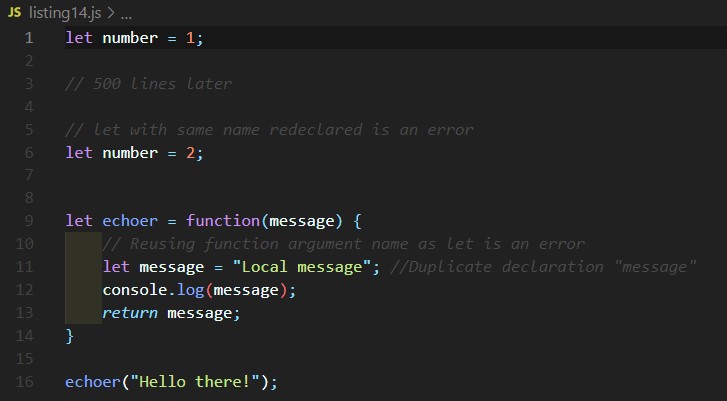 JS listing14.js > ...
1 let number = 1;
2
3 // 500 lines later
4
5 // let with same name redeclared is an error
6 let number = 2;
7
8
9 let echoer = function(message) {
10 // Reusing function argument name as let is an error
11 let message = "Local message"; //Duplicate declaration "message"
12 console.log(message);
13 return message;
14 }
15
16 echoer("Hello there!");